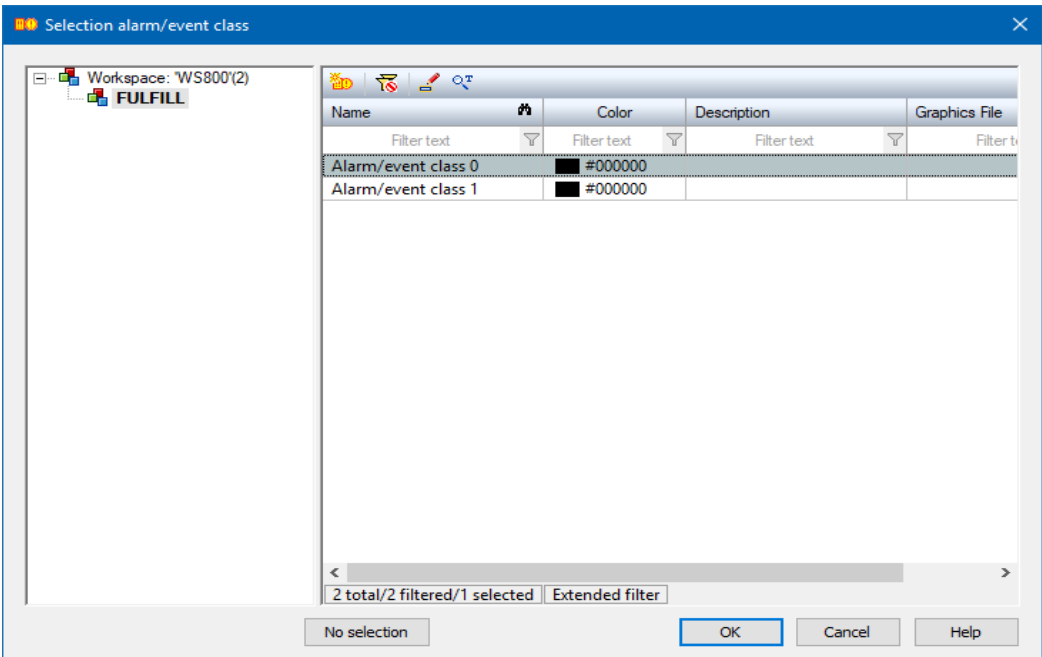 Selection alarm/event class
Workspace: 'WS800'(2)
FULFILL
Name Color Description Graphics File
Filter text Filter text Filter text Filter t
Alarm/event class 0 #000000
Alarm/event class 1 #000000
2 total/2 filtered/1 selected Extended filter
No selection OK Cancel Help